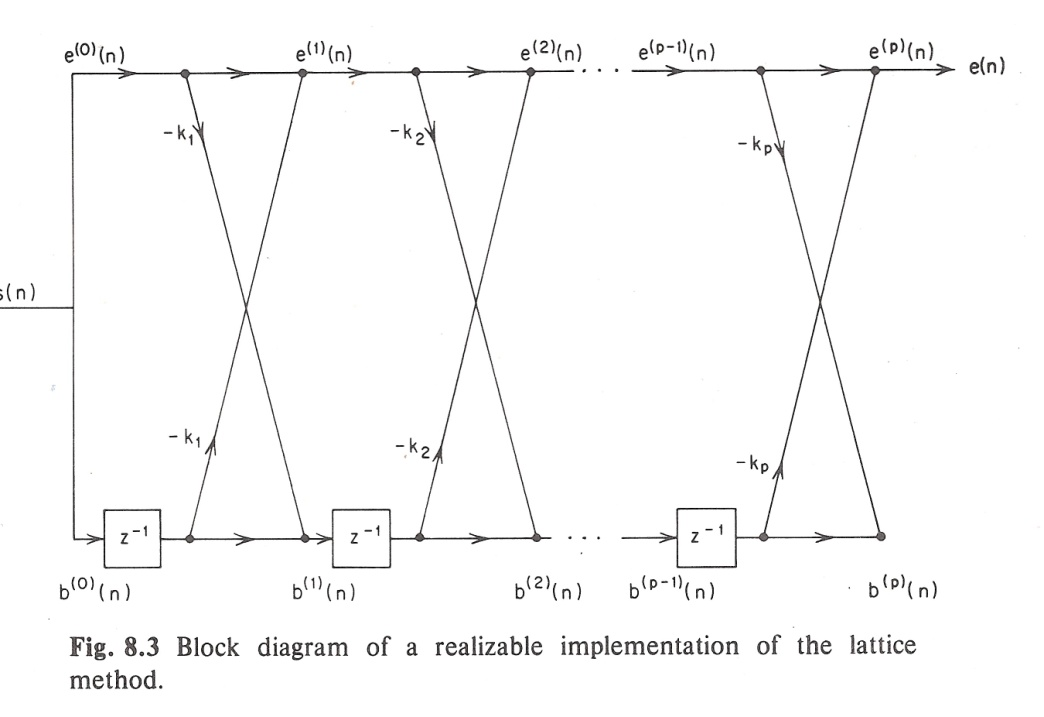 e(0)(n) e(1)(n) e(2)(n) e(p-1)(n) e(p)(n) e(n)
-k1 -k2 -kp
s(n)
-k1 -k2 -kp
z-1 z-1 ... z-1
b(0)(n) b(1)(n) b(2)(n) b(p-1)(n) b(p)(n)
Fig. 8.3 Block diagram of a realizable implementation of the lattice
method.